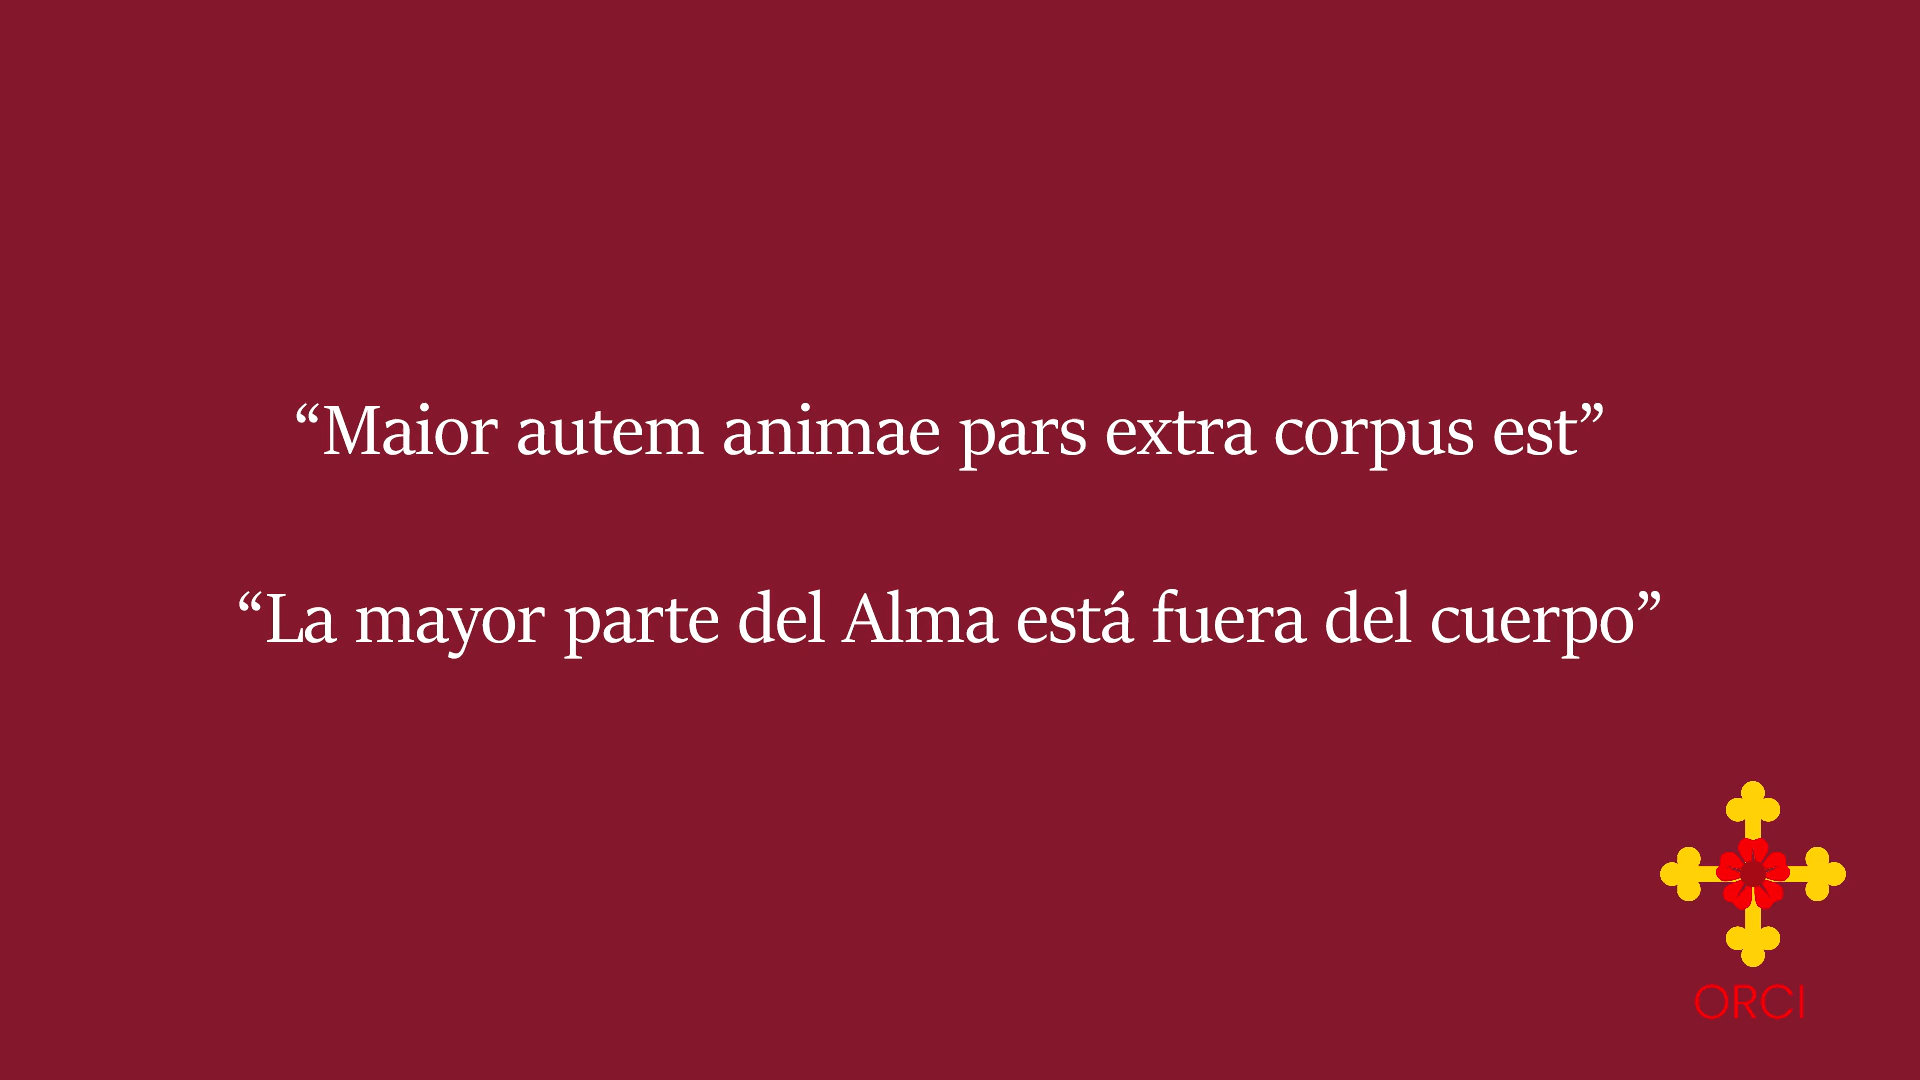 “Maior autem animae pars extra corpus est”
“La mayor parte del Alma está fuera del cuerpo”
ORCI